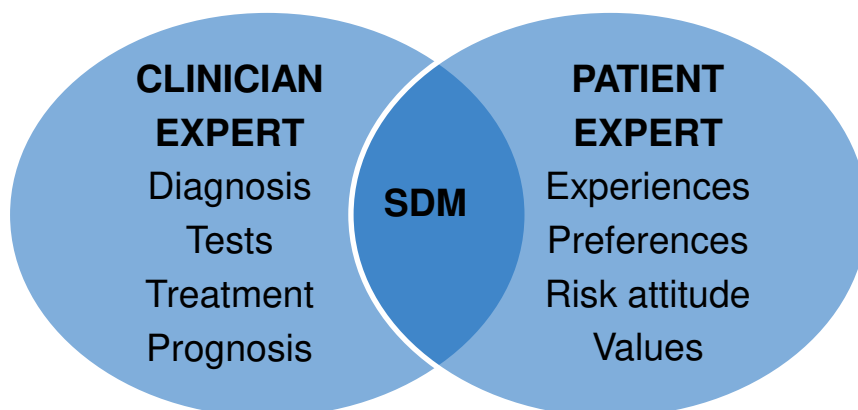 CLINICIAN
EXPERT
Diagnosis
Tests
Treatment
Prognosis
SDM
PATIENT
EXPERT
Experiences
Preferences
Risk attitude
Values